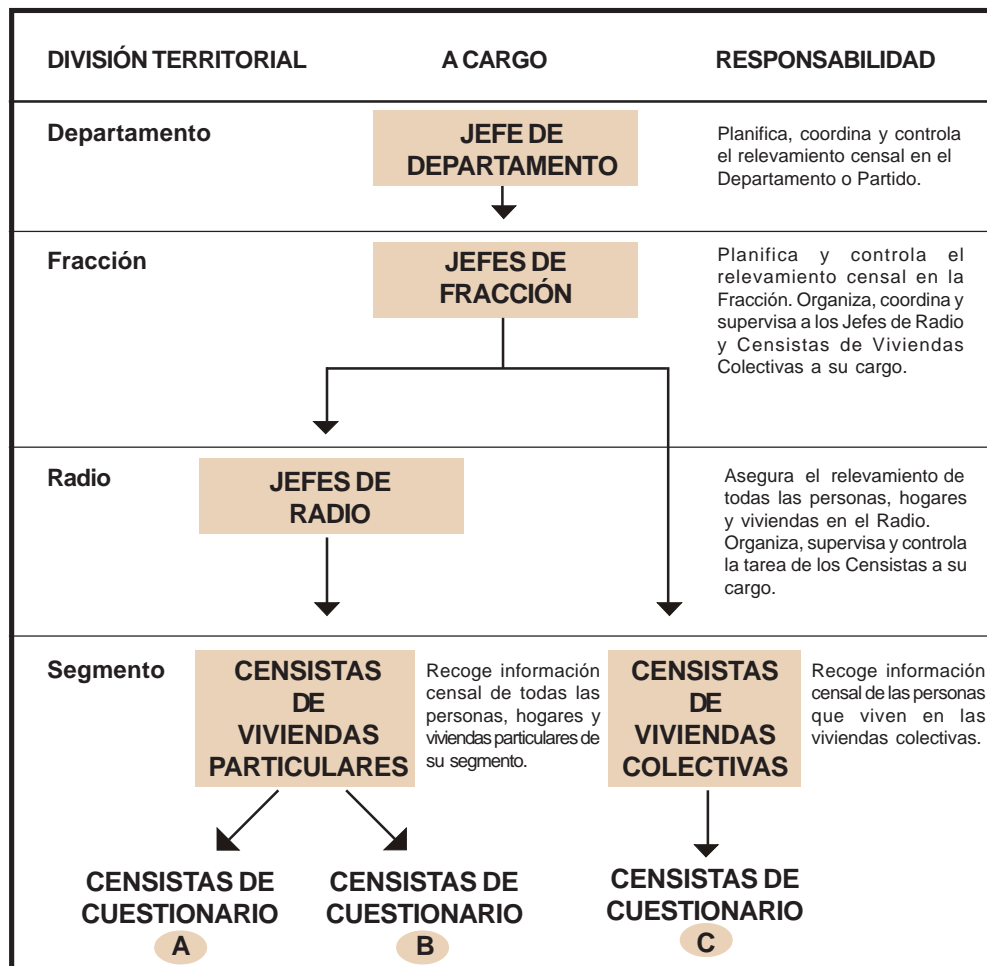 DIVISIÓN TERRITORIAL
A CARGO
RESPONSABILIDAD
Departamento
JEFE DE
DEPARTAMENTO
Planifica, coordina y controla
el relevamiento censal en el
Departamento o Partido.
Fracción
JEFES DE
FRACCIÓN
Planifica y controla el
relevamiento censal en la
Fracción. Organiza, coordina y
supervisa a los Jefes de Radio
y Censistas de Viviendas
Colectivas a su cargo.
Radio
JEFES DE
RADIO
Asegura el relevamiento de
todas las personas, hogares
y viviendas en el Radio.
Organiza, supervisa y controla
la tarea de los Censistas a su
cargo.
Segmento
CENSISTAS
DE
VIVIENDAS
PARTICULARES
Recoge información
censal de todas las
personas, hogares y
viviendas particulares de
su segmento.
CENSISTAS
DE
VIVIENDAS
COLECTIVAS
Recoge información
censal de las personas
que viven en las
viviendas colectivas.
CENSISTAS DE
CUESTIONARIO
A
CENSISTAS DE
CUESTIONARIO
B
CENSISTAS DE
CUESTIONARIO
C